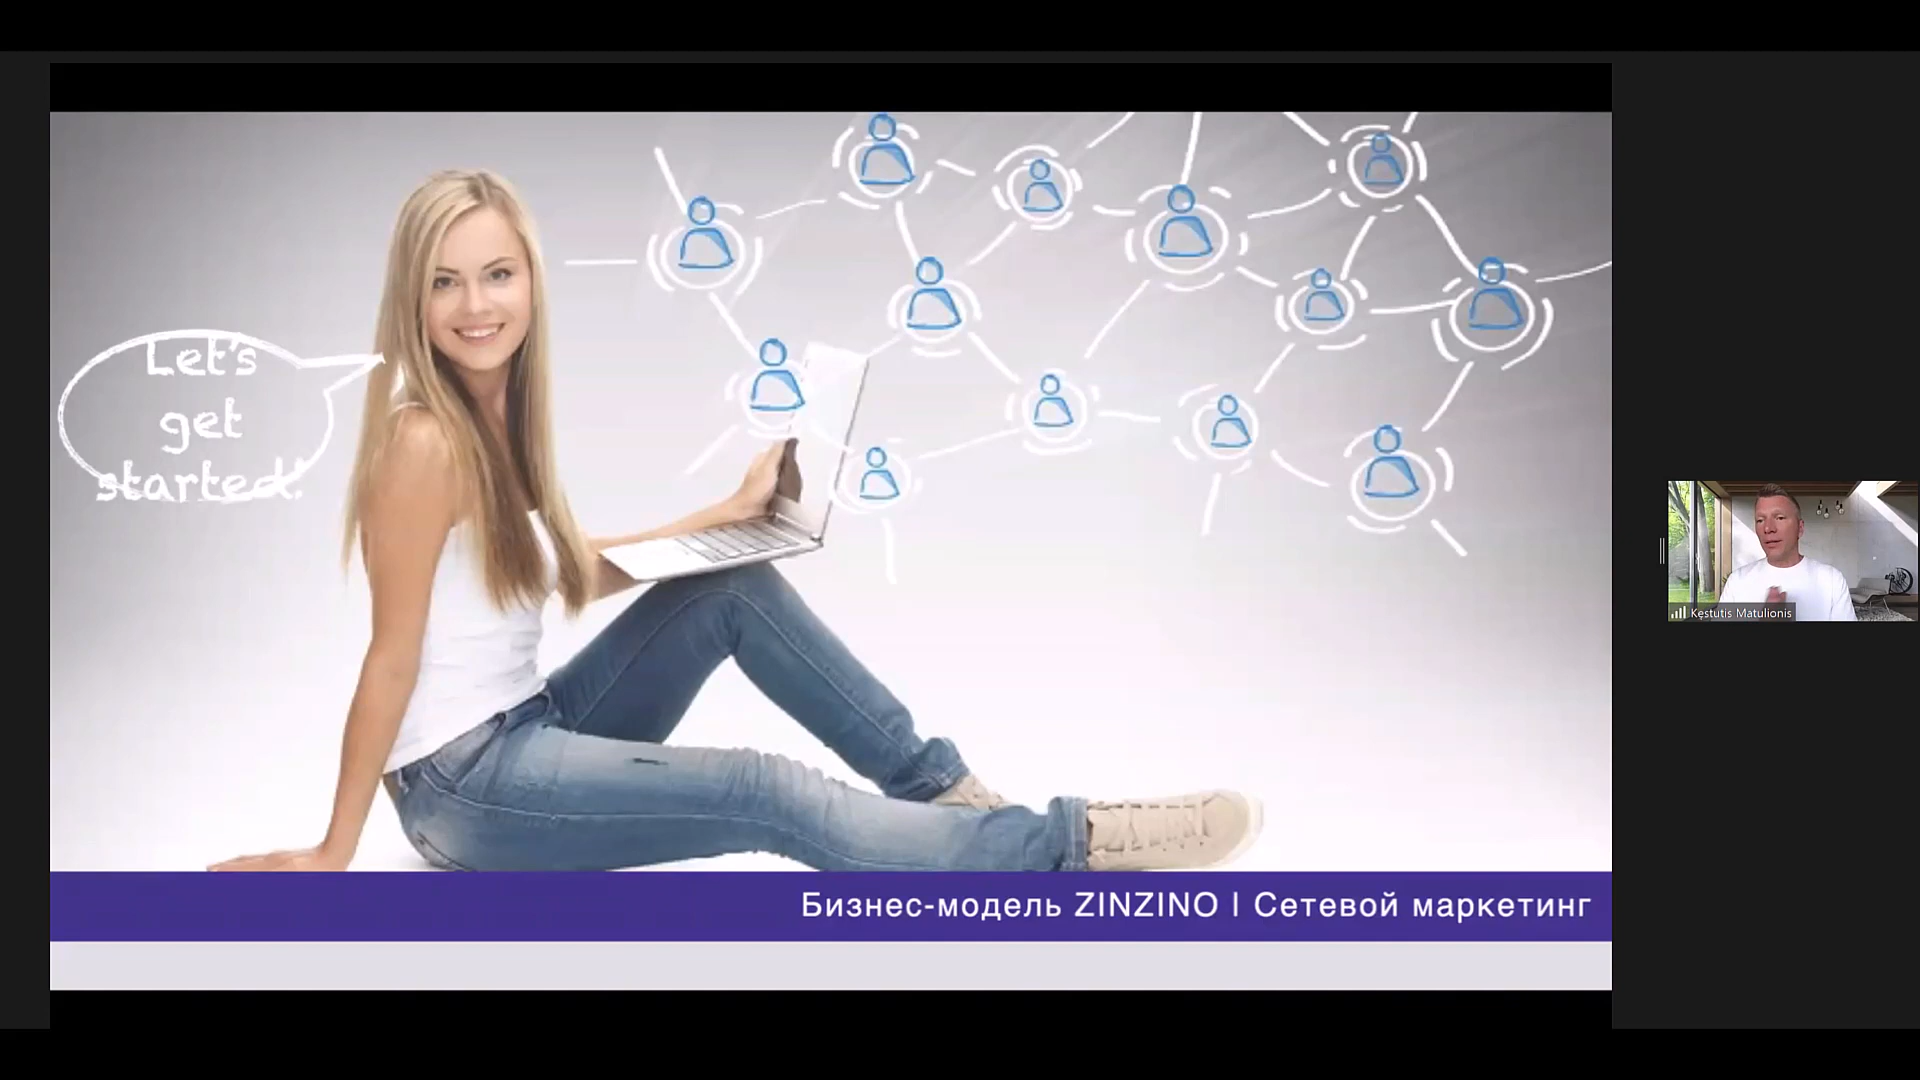 Let's
get
started!
Бизнес-модель ZINZINO | Сетевой маркетинг
Kęstutis Matulionis